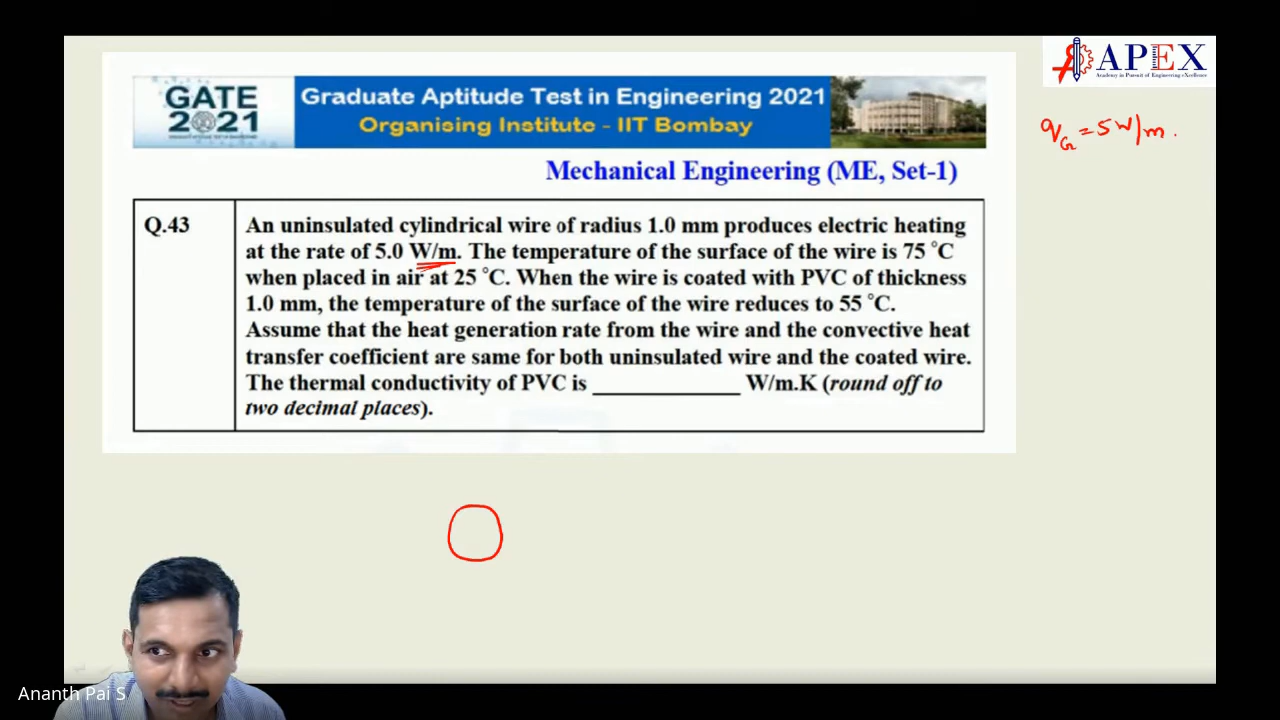 GATE
2021
Graduate Aptitude Test in Engineering 2021
Organising Institute - IIT Bombay
APEX
Academy in Pursuit of Engineering eXcellence
q_G = 5 W/m.
Mechanical Engineering (ME, Set-1)
Q.43
An uninsulated cylindrical wire of radius 1.0 mm produces electric heating
at the rate of 5.0 W/m. The temperature of the surface of the wire is 75 °C
when placed in air at 25 °C. When the wire is coated with PVC of thickness
1.0 mm, the temperature of the surface of the wire reduces to 55 °C.
Assume that the heat generation rate from the wire and the convective heat
transfer coefficient are same for both uninsulated wire and the coated wire.
The thermal conductivity of PVC is ____________ W/m.K (round off to
two decimal places).
Ananth Pai S